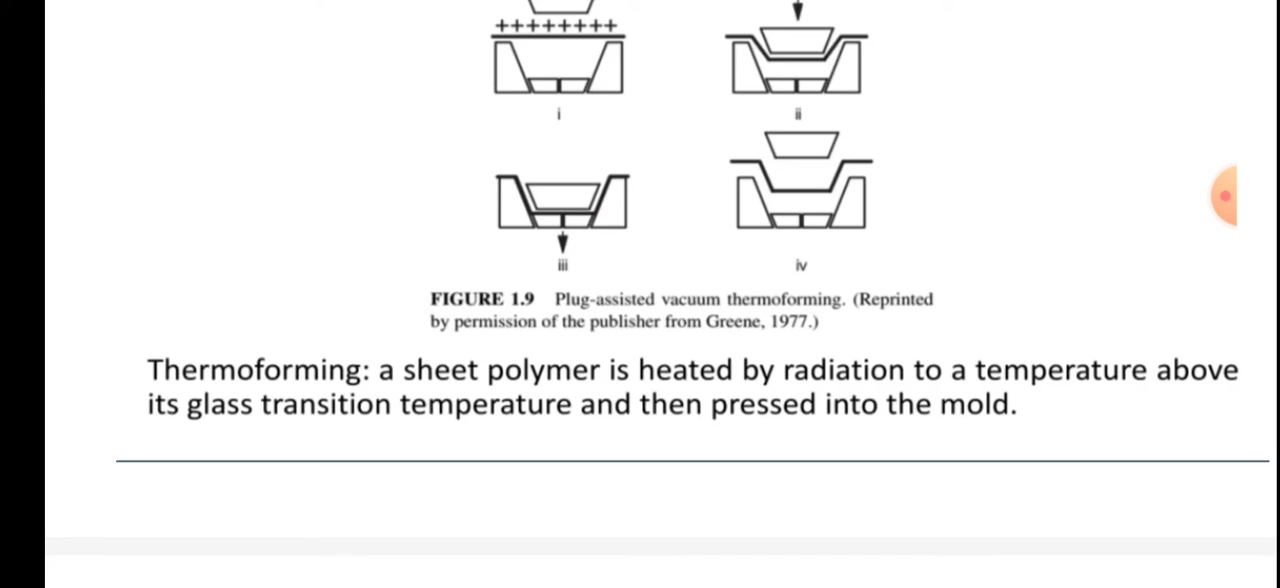 ++++++++
i
ii
iii
iv
FIGURE 1.9 Plug-assisted vacuum thermoforming. (Reprinted
by permission of the publisher from Greene, 1977.)
Thermoforming: a sheet polymer is heated by radiation to a temperature above
its glass transition temperature and then pressed into the mold.